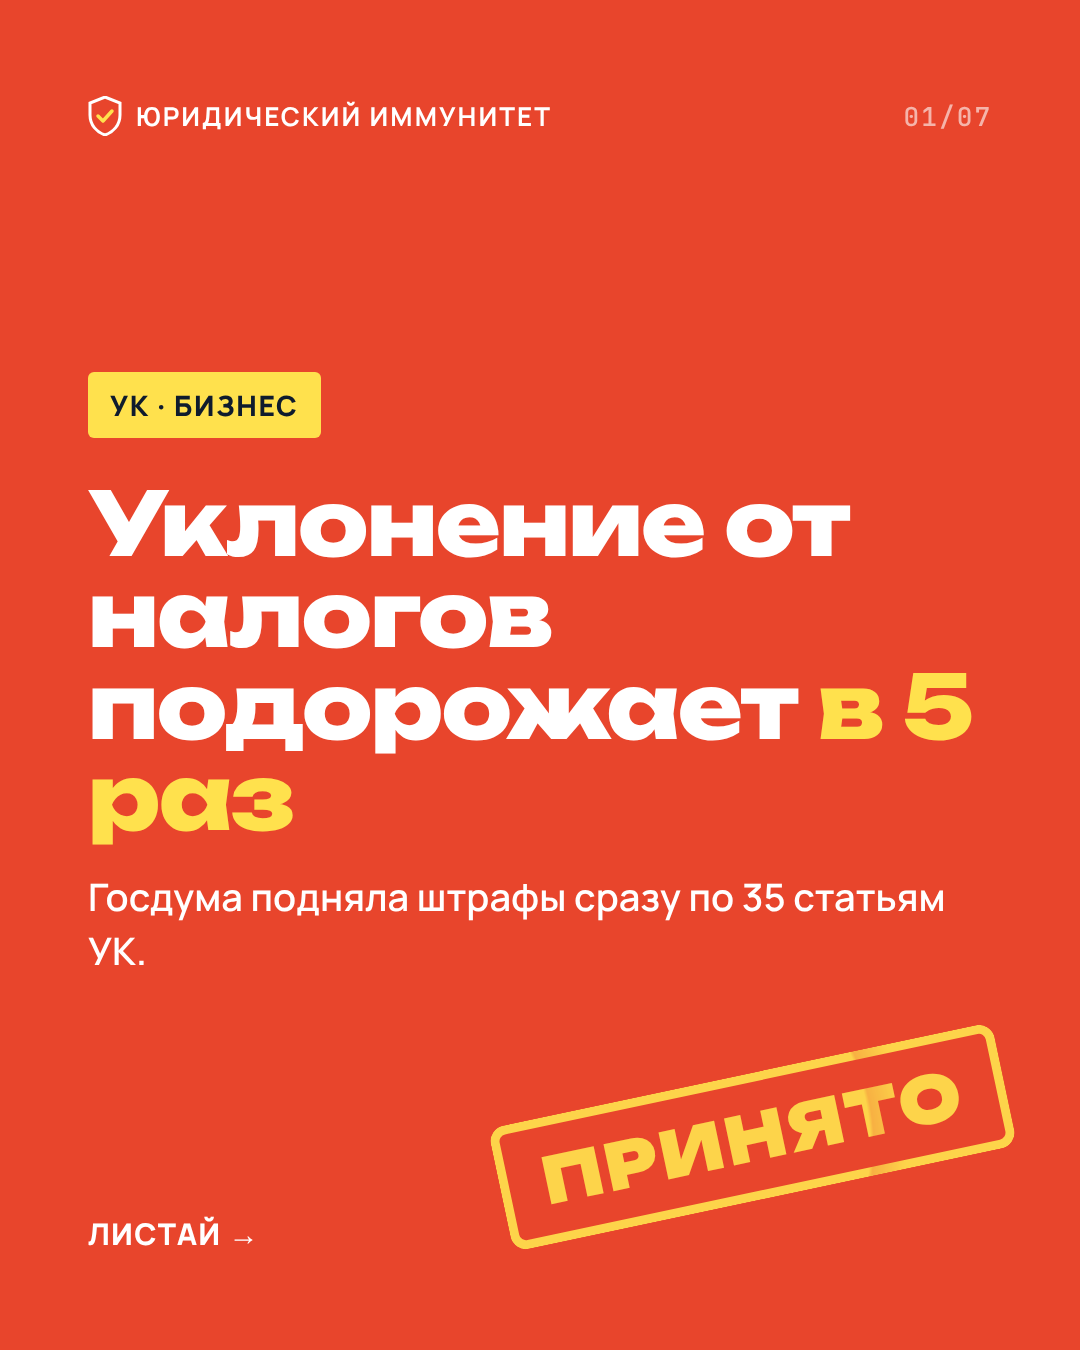 ЮРИДИЧЕСКИЙ ИММУНИТЕТ
01/07
УК · БИЗНЕС
Уклонение от
налогов
подорожает в 5
раз
Госдума подняла штрафы сразу по 35 статьям
УК.
ПРИНЯТО
ЛИСТАЙ →